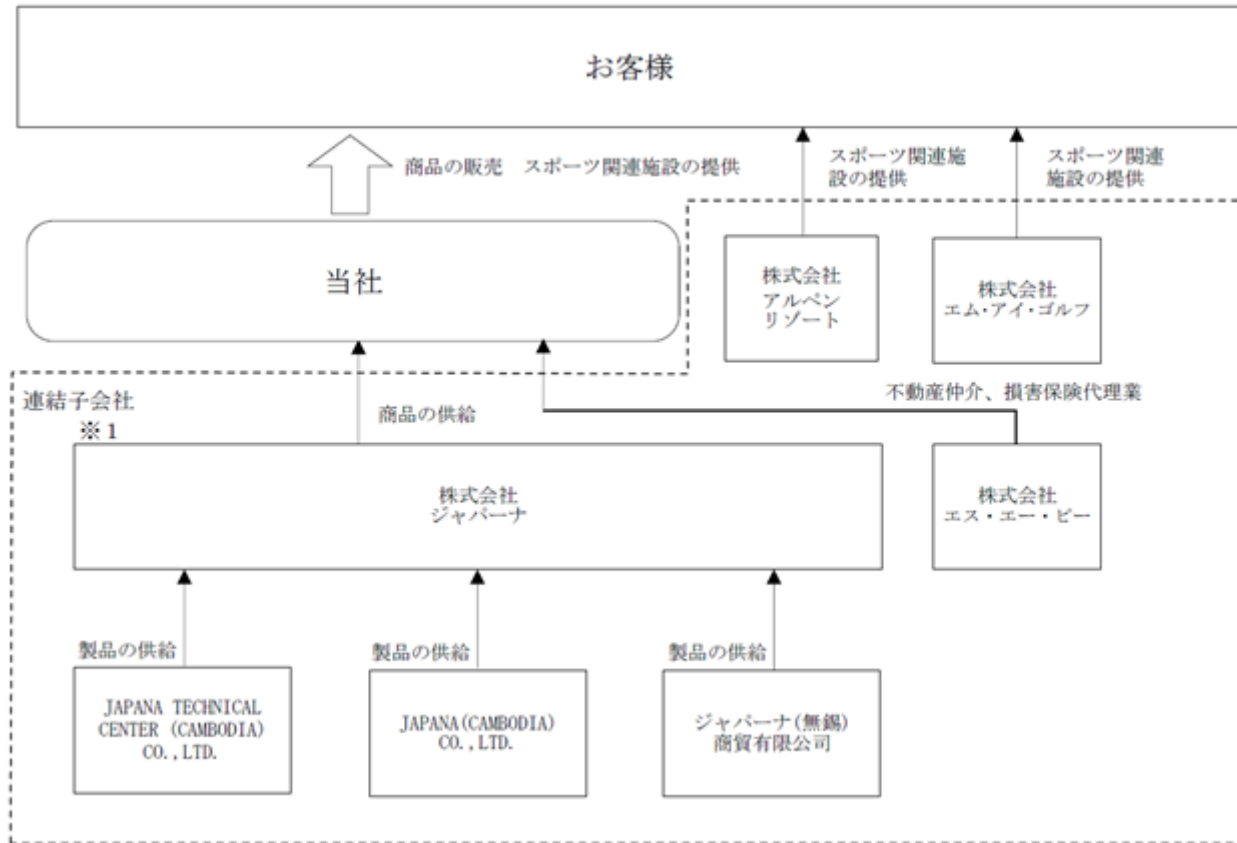 お客様
商品の販売　スポーツ関連施設の提供
スポーツ関連施
設の提供
スポーツ関連
施設の提供
当社
株式会社
アルペン
リゾート
株式会社
エム・アイ・ゴルフ
連結子会社
※1
商品の供給
不動産仲介、損害保険代理業
株式会社
ジャパーナ
株式会社
エス・エー・ピー
製品の供給
製品の供給
製品の供給
JAPANA TECHNICAL
CENTER (CAMBODIA)
CO.,LTD.
JAPANA(CAMBODIA)
CO.,LTD.
ジャパーナ(無錫)
商貿有限公司